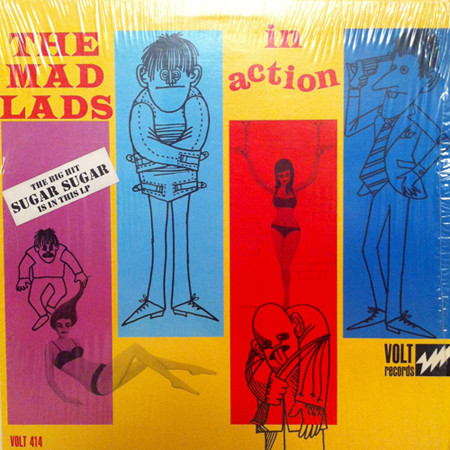 THE
MAD
LADS
in
action
THE BIG HIT
SUGAR SUGAR
IS IN THIS LP
VOLT
records
VOLT 414